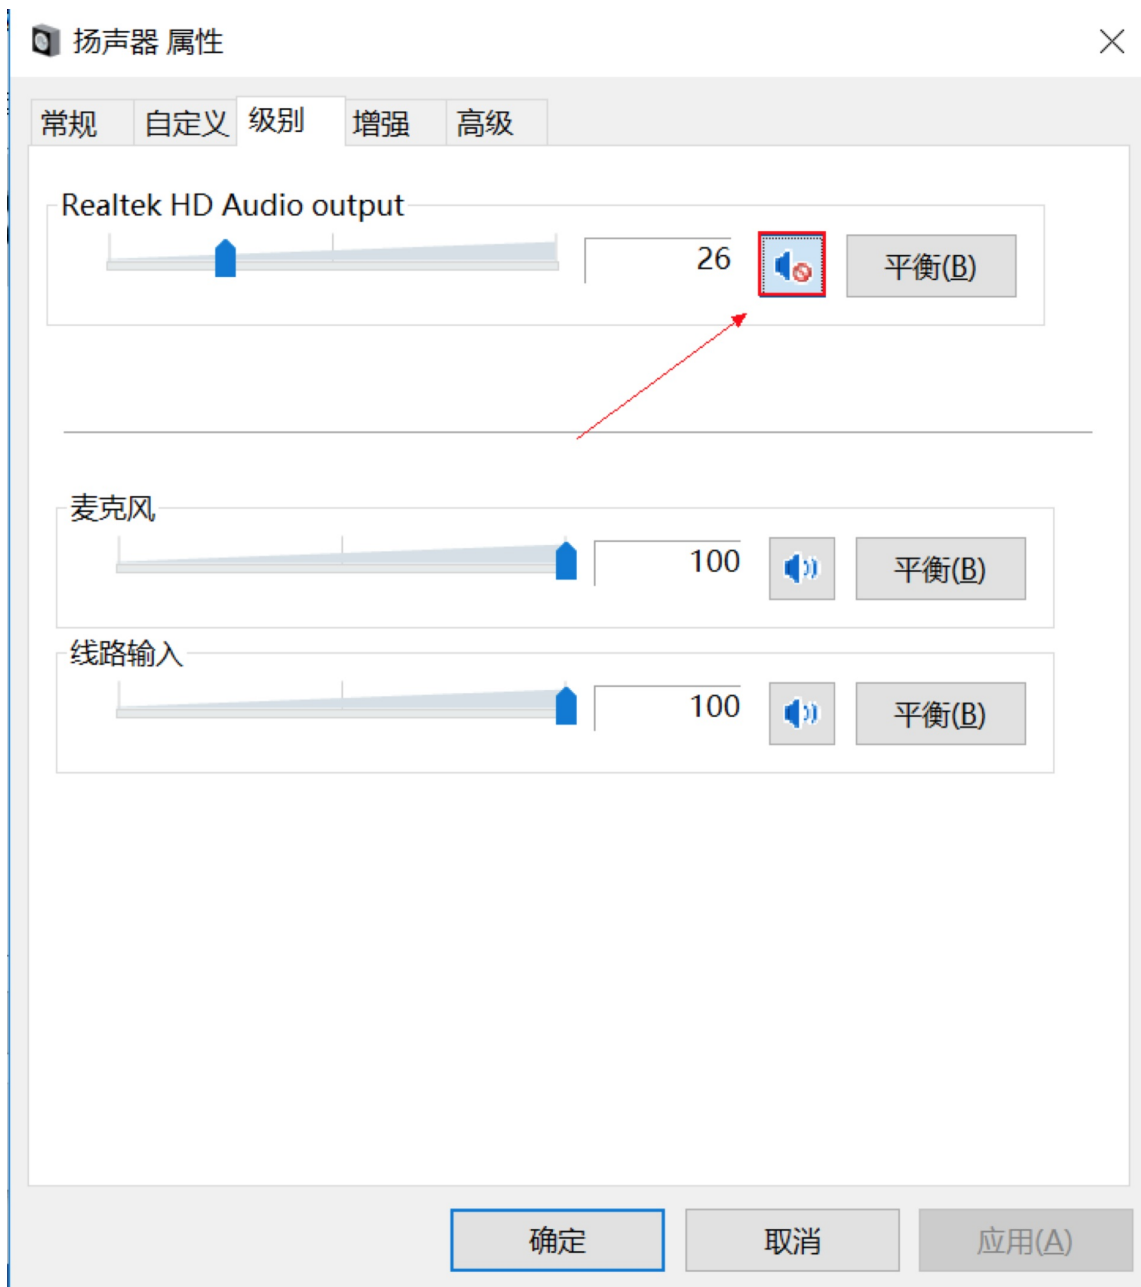 扬声器 属性
常规 自定义 级别 增强 高级
Realtek HD Audio output
26 平衡(B)
麦克风
100 平衡(B)
线路输入
100 平衡(B)
确定 取消 应用(A)